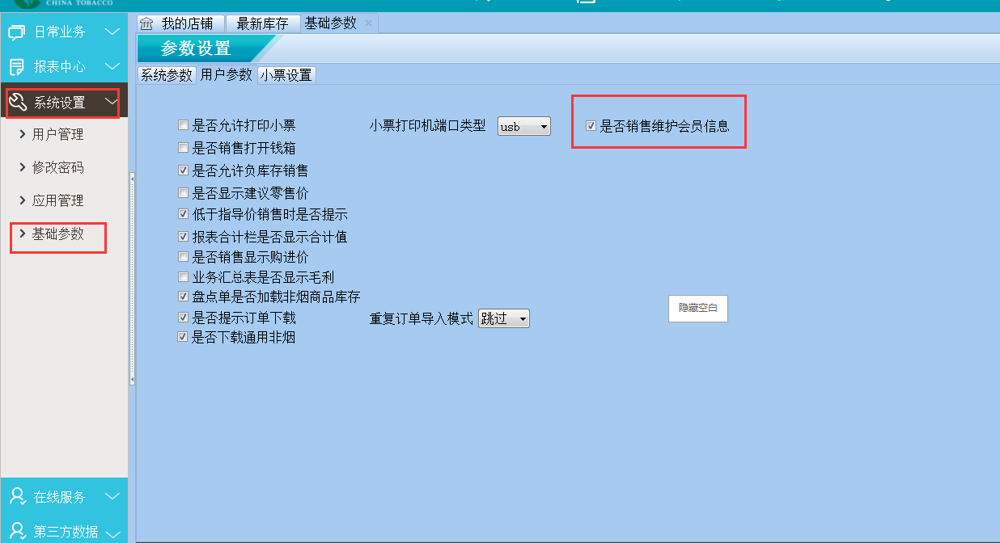 CHINA TOBACCO
日常业务
报表中心
系统设置
用户管理
修改密码
应用管理
基础参数
在线服务
第三方数据
我的店铺
最新库存
基础参数
参数设置
系统参数
用户参数
小票设置
是否允许打印小票
小票打印机端口类型
usb
是否销售维护会员信息
是否销售打开钱箱
是否允许负库存销售
是否显示建议零售价
低于指导价销售时是否提示
报表合计栏是否显示合计值
是否销售显示购进价
业务汇总表是否显示毛利
盘点单是否加载非烟商品库存
隐藏空白
是否提示订单下载
重复订单导入模式
跳过
是否下载通用非烟